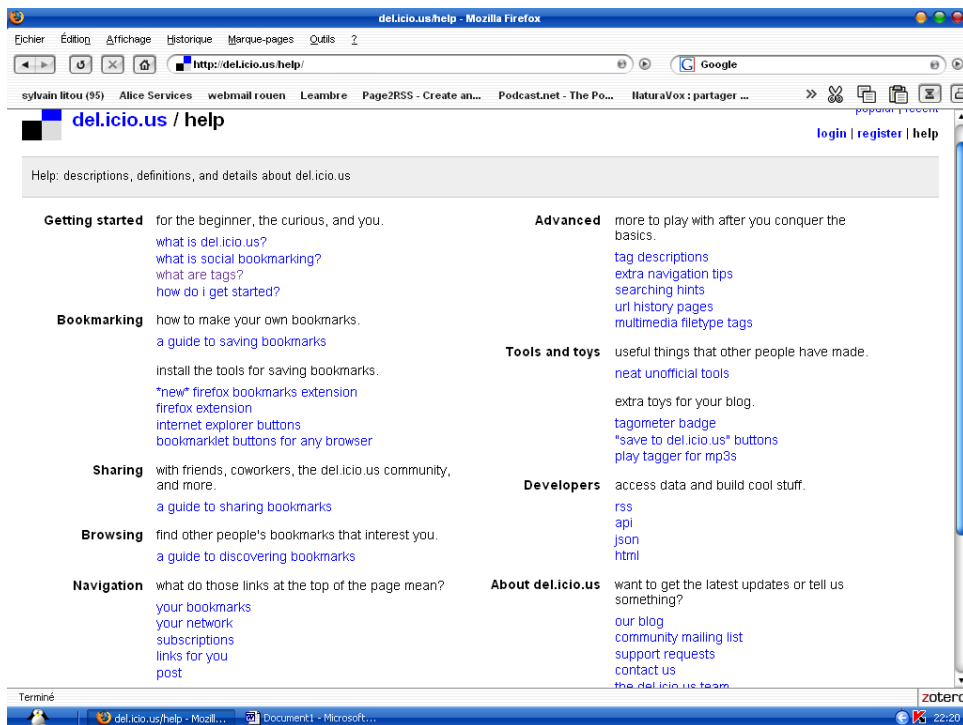 del.icio.us/help - Mozilla Firefox
Fichier Édition Affichage Historique Marque-pages Outils ?
http://del.icio.us/help/
Google
sylvain litou (95) Alice Services webmail rouen Leambre Page2RSS - Create an... Podcast.net - The Po... NaturaVox : partager ... »
del.icio.us / help
popular | recent
login | register | help
Help: descriptions, definitions, and details about del.icio.us
Getting started for the beginner, the curious, and you.
what is del.icio.us?
what is social bookmarking?
what are tags?
how do i get started?
Bookmarking how to make your own bookmarks.
a guide to saving bookmarks
install the tools for saving bookmarks.
*new* firefox bookmarks extension
firefox extension
internet explorer buttons
bookmarklet buttons for any browser
Sharing with friends, coworkers, the del.icio.us community,
and more.
a guide to sharing bookmarks
Browsing find other people's bookmarks that interest you.
a guide to discovering bookmarks
Navigation what do those links at the top of the page mean?
your bookmarks
your network
subscriptions
links for you
post
Advanced more to play with after you conquer the
basics.
tag descriptions
extra navigation tips
searching hints
url history pages
multimedia filetype tags
Tools and toys useful things that other people have made.
neat unofficial tools
extra toys for your blog.
tagometer badge
"save to del.icio.us" buttons
play tagger for mp3s
Developers access data and build cool stuff.
rss
api
json
html
About del.icio.us want to get the latest updates or tell us
something?
our blog
community mailing list
support requests
contact us
the del.icio.us team
Terminé
zotero
del.icio.us/help - Mozill... Document1 - Microsoft...
22:20